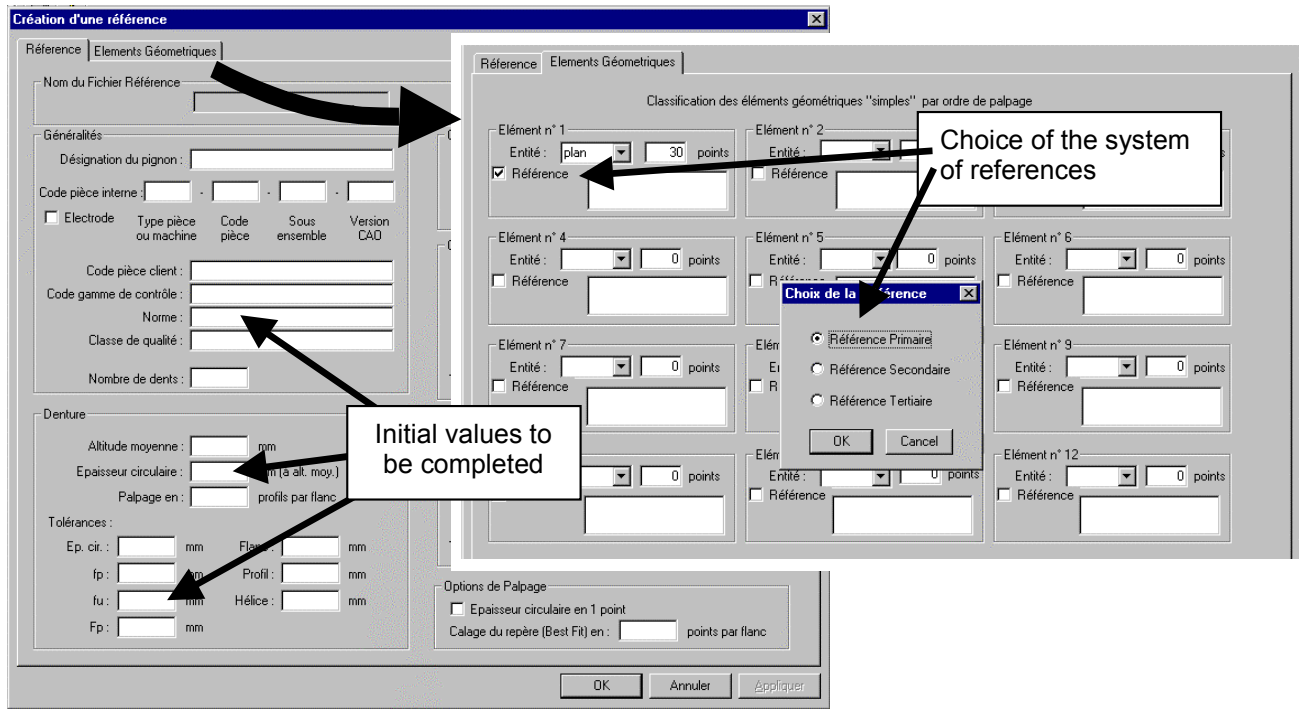 Création d'une référence
Réference
Elements Géometriques
Nom du Fichier Référence
Généralités
Désignation du pignon :
Code pièce interne : - - -
Electrode
Type pièce
ou machine
Code
pièce
Sous
ensemble
Version
CAO
Code pièce client :
Code gamme de contrôle :
Norme :
Classe de qualité :
Nombre de dents :
Denture
Altitude moyenne : mm
Epaisseur circulaire : (à alt. moy.)
Palpage en : profils par flanc
Tolérances :
Ep. cir. : mm
fp : mm
fu : mm
Fp : mm
mm
Profil : mm
Hélice : mm
Initial values to
be completed
Options de Palpage
Epaisseur circulaire en 1 point
Calage du repère (Best Fit) en : points par flanc
OK
Annuler
Appliquer
Réference
Elements Géometriques
Classification des éléments géométriques "simples" par ordre de palpage
Elément n° 1
Entité : plan 30 points
Référence
Elément n° 2
Entité :
Référence
Choice of the system
of references
Elément n° 4
Entité : 0 points
Référence
Elément n° 5
Entité : 0 points
Elément n° 6
Entité : 0 points
Référence
Elément n° 7
Entité : 0 points
Référence
Elément n° 9
Entité : 0 points
Référence
Choix de la
Référence Primaire
Référence Secondaire
Référence Tertiaire
OK
Cancel
0 points
Entité : 0 points
Référence
Elément n° 12
Entité : 0 points
Référence